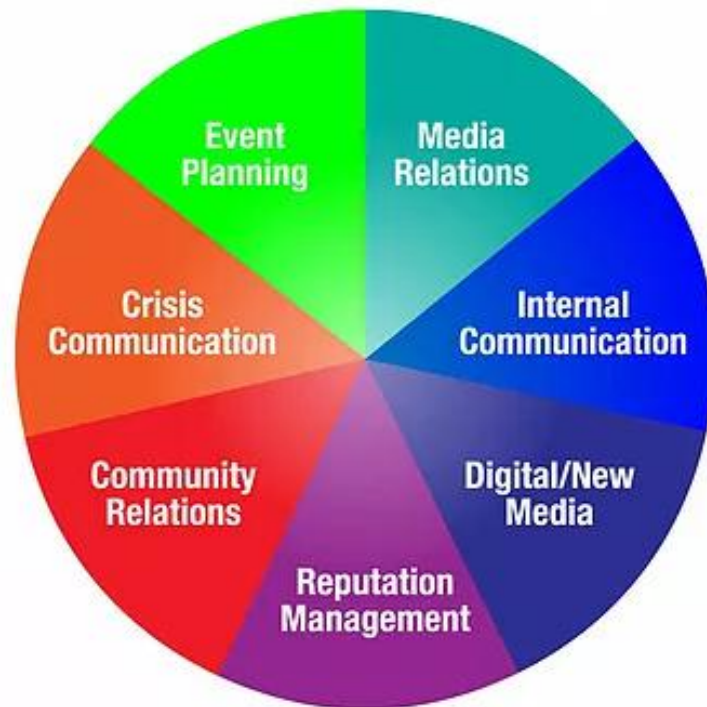 Event
Planning
Media
Relations
Crisis
Communication
Internal
Communication
Community
Relations
Digital/New
Media
Reputation
Management